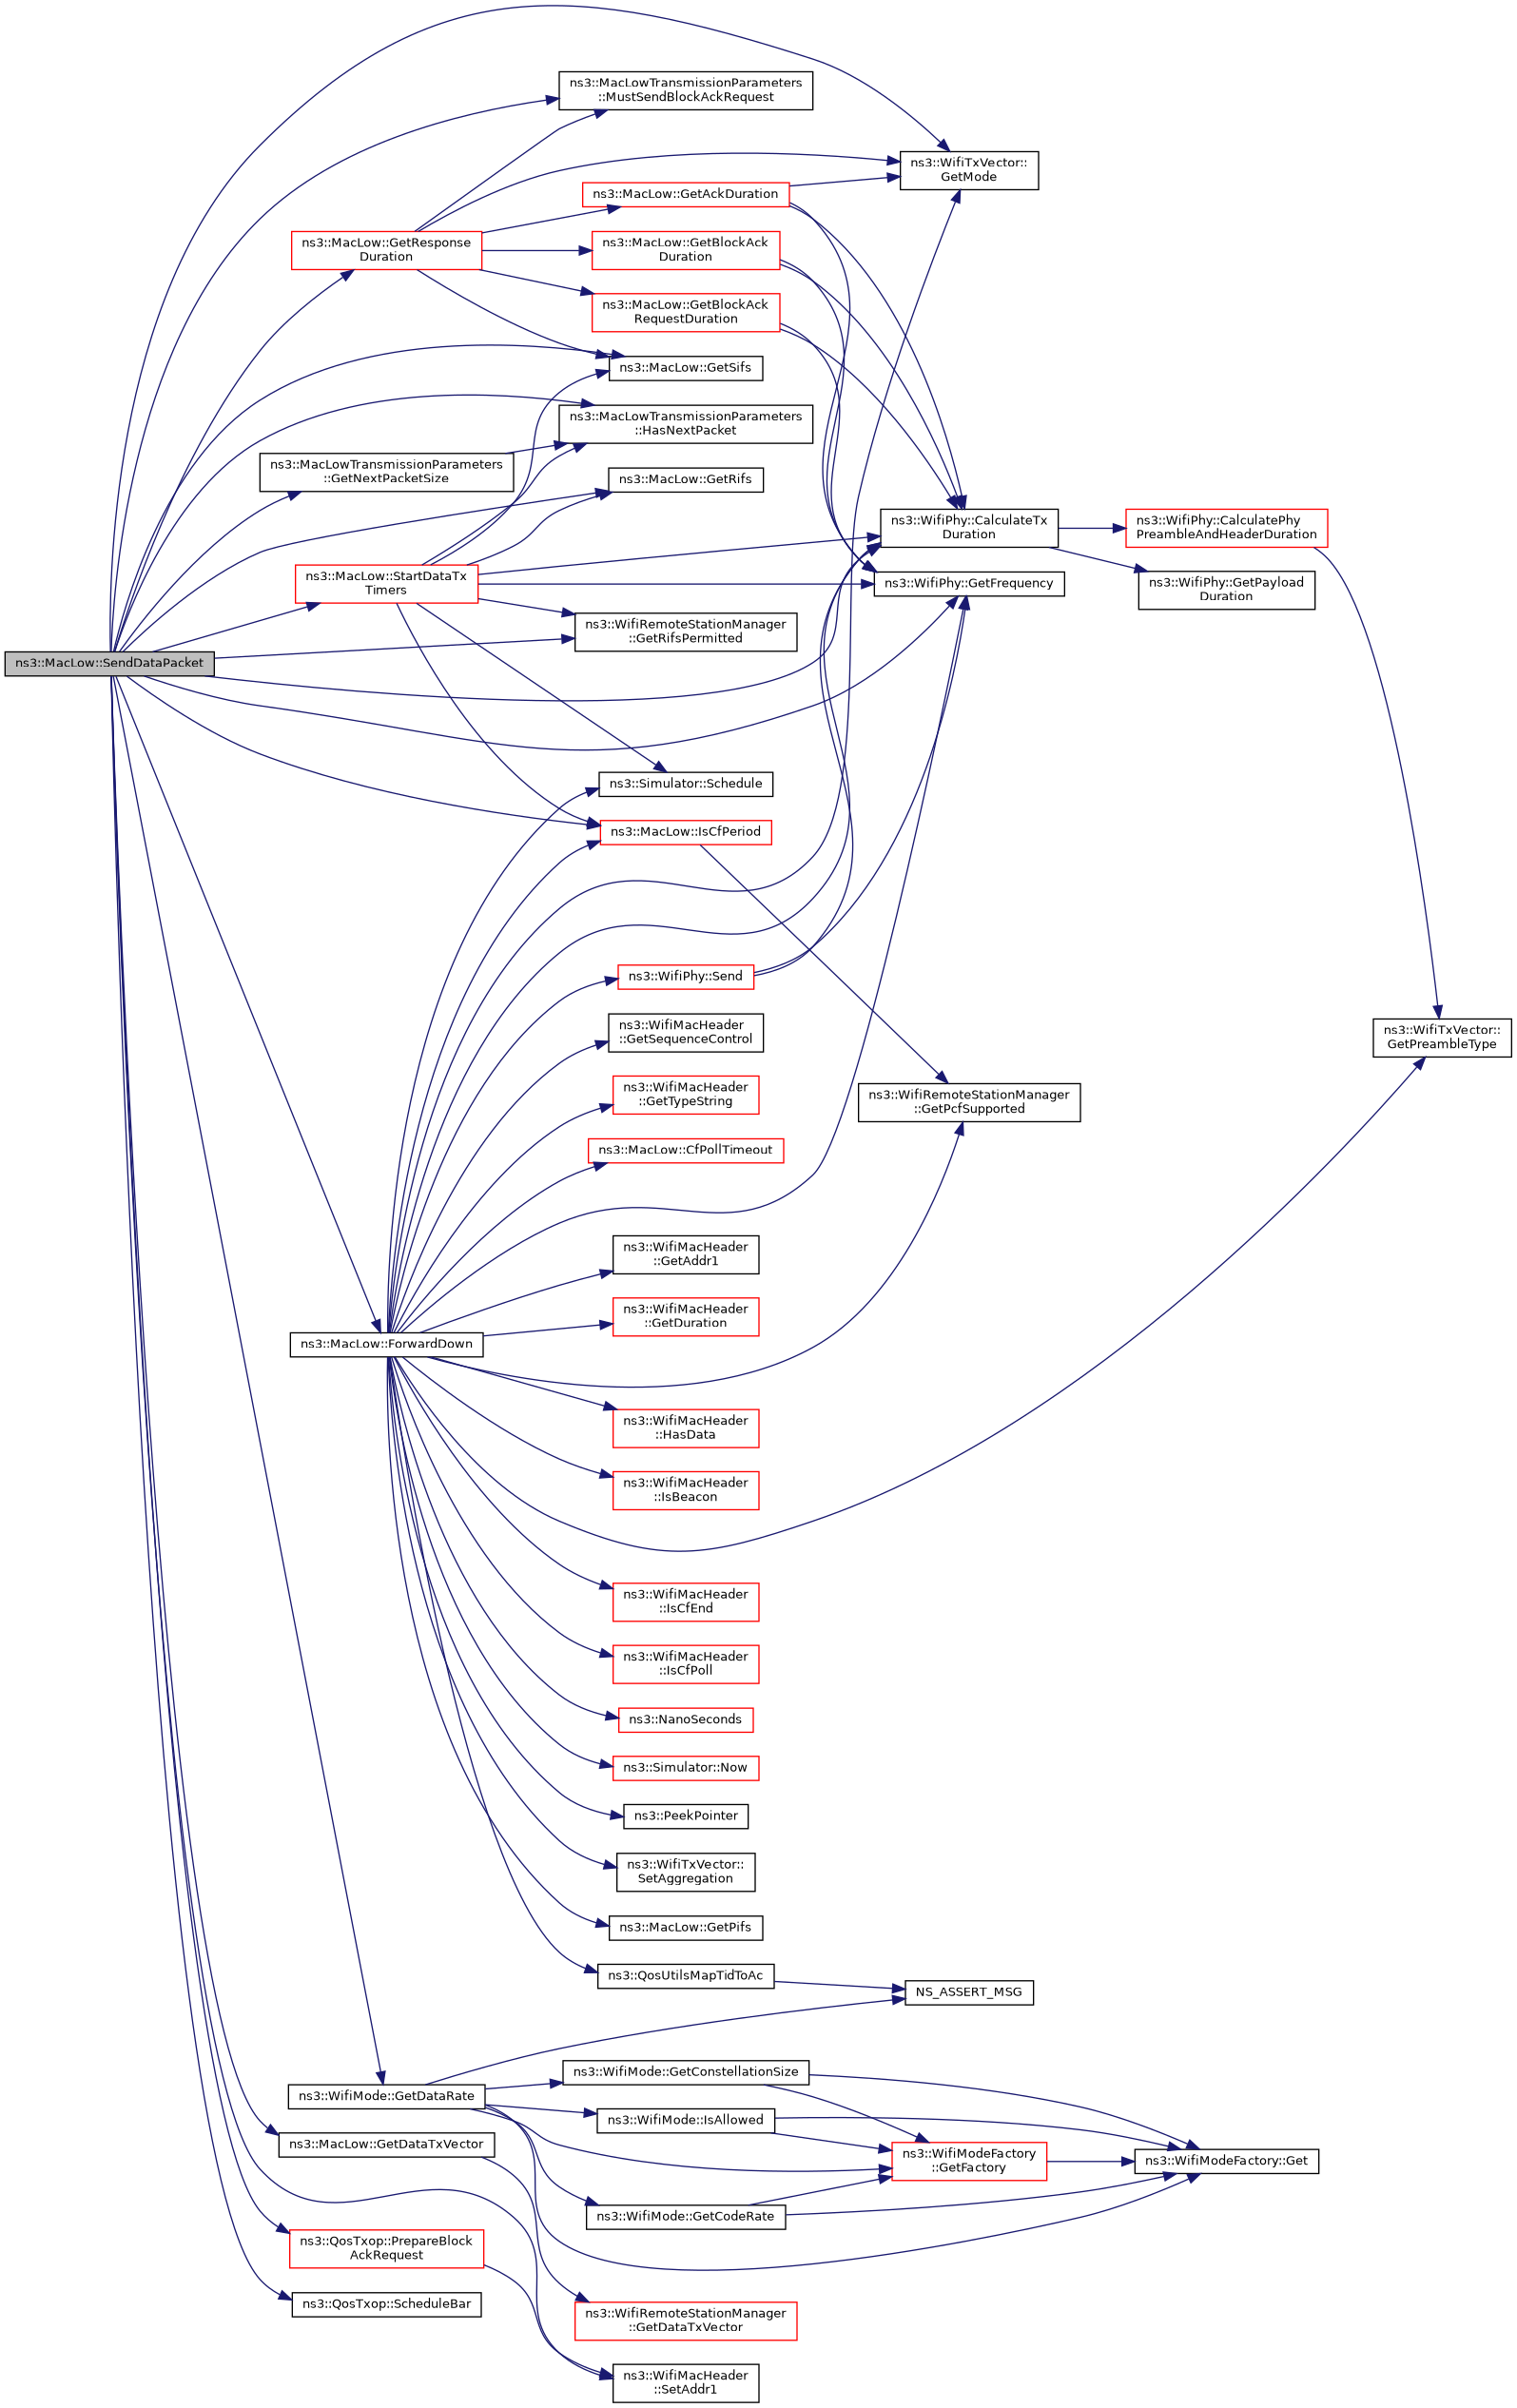 ns3::MacLowTransmissionParameters
::MustSendBlockAckRequest
ns3::WifiTxVector::
GetMode
ns3::MacLow::GetAckDuration
ns3::MacLow::GetResponse
Duration
ns3::MacLow::GetBlockAck
Duration
ns3::MacLow::GetBlockAck
RequestDuration
ns3::MacLow::GetSifs
ns3::MacLowTransmissionParameters
::HasNextPacket
ns3::MacLowTransmissionParameters
::GetNextPacketSize
ns3::MacLow::GetRifs
ns3::WifiPhy::CalculateTx
Duration
ns3::WifiPhy::CalculatePhy
PreambleAndHeaderDuration
ns3::MacLow::StartDataTx
Timers
ns3::WifiPhy::GetFrequency
ns3::WifiPhy::GetPayload
Duration
ns3::WifiRemoteStationManager
::GetRifsPermitted
ns3::MacLow::SendDataPacket
ns3::Simulator::Schedule
ns3::MacLow::IsCfPeriod
ns3::WifiPhy::Send
ns3::WifiMacHeader
::GetSequenceControl
ns3::WifiTxVector::
GetPreambleType
ns3::WifiMacHeader
::GetTypeString
ns3::WifiRemoteStationManager
::GetPcfSupported
ns3::MacLow::CfPollTimeout
ns3::WifiMacHeader
::GetAddr1
ns3::WifiMacHeader
::GetDuration
ns3::MacLow::ForwardDown
ns3::WifiMacHeader
::HasData
ns3::WifiMacHeader
::IsBeacon
ns3::WifiMacHeader
::IsCfEnd
ns3::WifiMacHeader
::IsCfPoll
ns3::NanoSeconds
ns3::Simulator::Now
ns3::PeekPointer
ns3::WifiTxVector::
SetAggregation
ns3::MacLow::GetPifs
ns3::QosUtilsMapTidToAc
NS_ASSERT_MSG
ns3::WifiMode::GetConstellationSize
ns3::WifiMode::GetDataRate
ns3::WifiMode::IsAllowed
ns3::MacLow::GetDataTxVector
ns3::WifiModeFactory
::GetFactory
ns3::WifiModeFactory::Get
ns3::WifiMode::GetCodeRate
ns3::QosTxop::PrepareBlock
AckRequest
ns3::QosTxop::ScheduleBar
ns3::WifiRemoteStationManager
::GetDataTxVector
ns3::WifiMacHeader
::SetAddr1